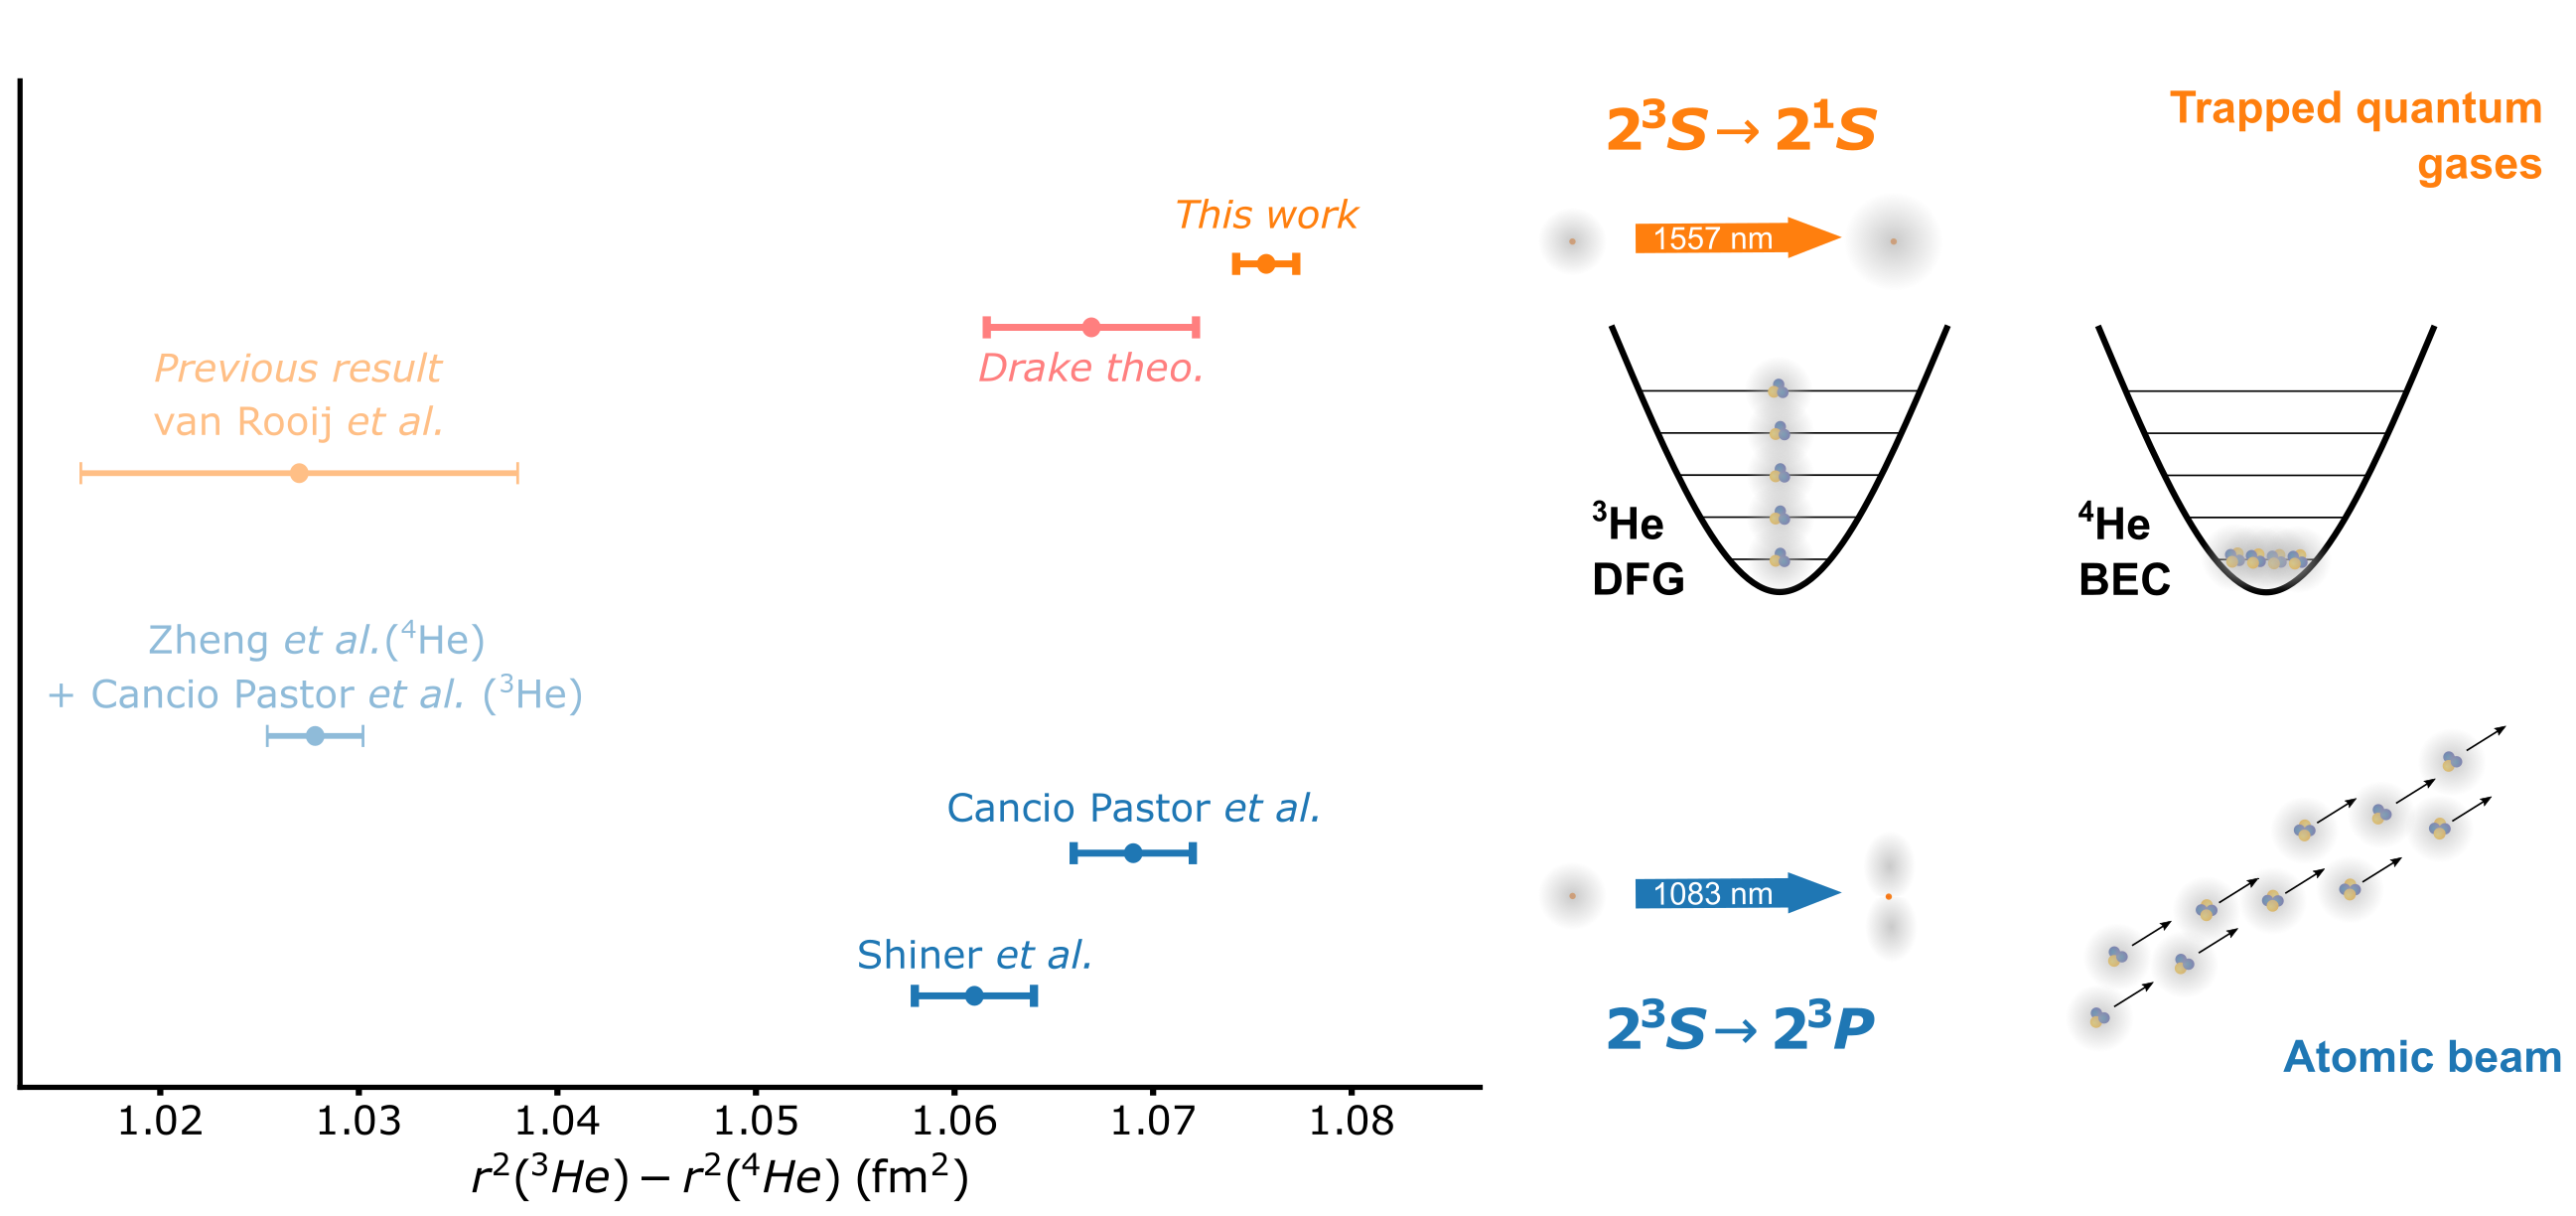 This work
Drake theo.
Previous result
van Rooij et al.
Zheng et al.(⁴He)
+ Cancio Pastor et al. (³He)
Cancio Pastor et al.
Shiner et al.
1.02 1.03 1.04 1.05 1.06 1.07 1.08
r²(³He) − r²(⁴He) (fm²)
2³S → 2¹S
Trapped quantum
gases
1557 nm
³He
DFG
⁴He
BEC
1083 nm
2³S → 2³P
Atomic beam